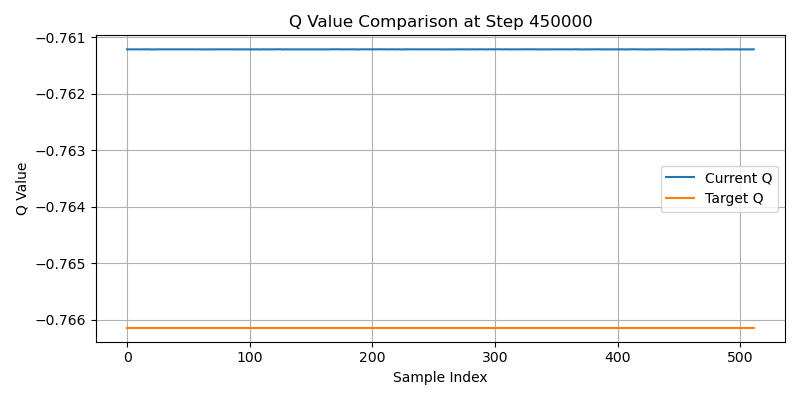 Q Value Comparison at Step 450000
−0.761
−0.762
−0.763
−0.764
−0.765
−0.766
Q Value
Current Q
Target Q
0 100 200 300 400 500
Sample Index